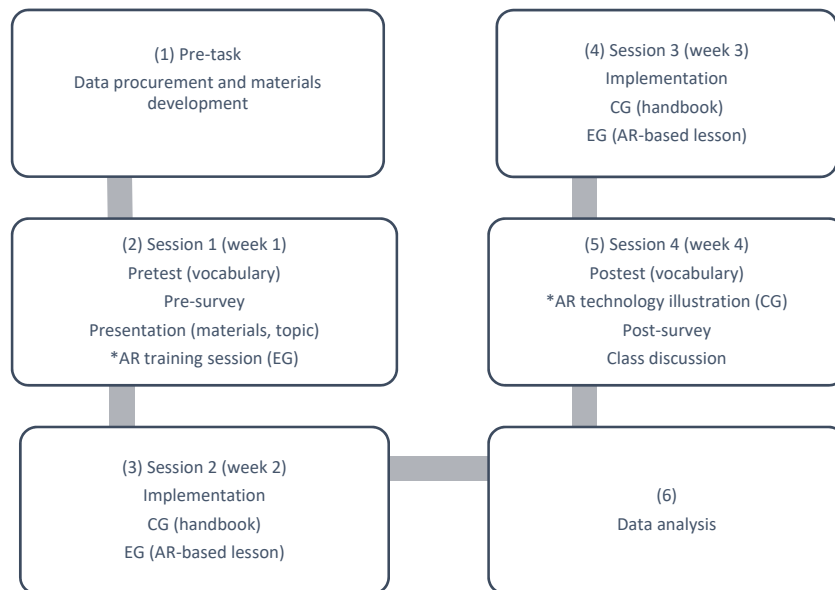 (1) Pre-task
Data procurement and materials
development
(2) Session 1 (week 1)
Pretest (vocabulary)
Pre-survey
Presentation (materials, topic)
*AR training session (EG)
(3) Session 2 (week 2)
Implementation
CG (handbook)
EG (AR-based lesson)
(4) Session 3 (week 3)
Implementation
CG (handbook)
EG (AR-based lesson)
(5) Session 4 (week 4)
Postest (vocabulary)
*AR technology illustration (CG)
Post-survey
Class discussion
(6)
Data analysis